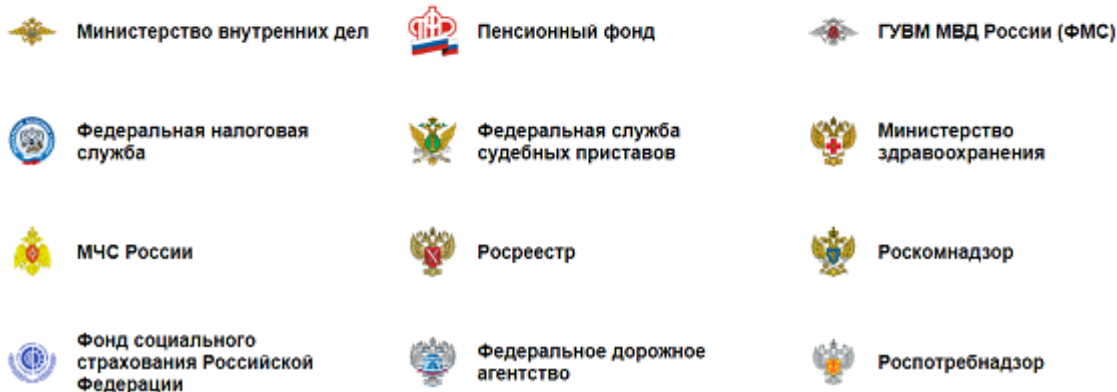 Министерство внутренних дел
Пенсионный фонд
ГУВМ МВД России (ФМС)
Федеральная налоговая
служба
Федеральная служба
судебных приставов
Министерство
здравоохранения
МЧС России
Росреестр
Роскомнадзор
Фонд социального
страхования Российской
Федерации
Федеральное дорожное
агентство
Роспотребнадзор